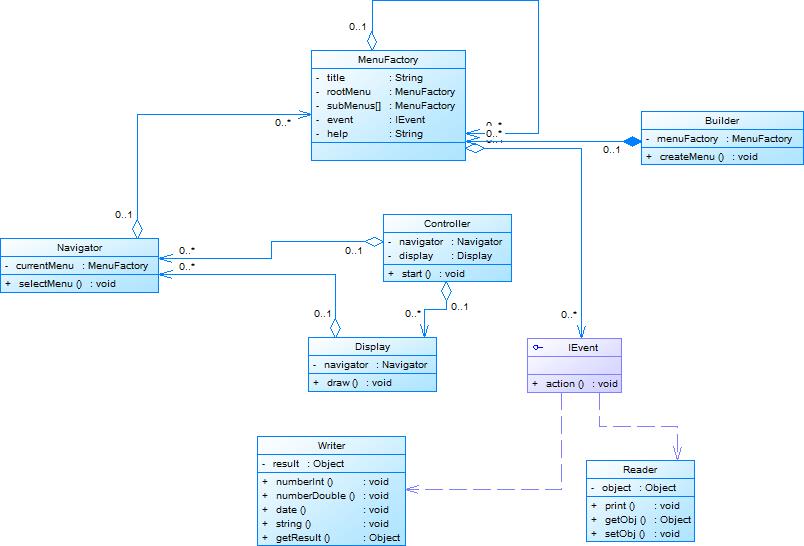 0..1
MenuFactory
- title : String
- rootMenu : MenuFactory
- subMenus[] : MenuFactory
- event : IEvent
- help : String
0..*
0..*
0..*
0..1
Builder
- menuFactory : MenuFactory
+ createMenu () : void
0..1
Navigator
- currentMenu : MenuFactory
+ selectMenu () : void
0..*
0..*
0..1
Controller
- navigator : Navigator
- display : Display
+ start () : void
0..1
0..*
0..1
Display
- navigator : Navigator
+ draw () : void
0..*
IEvent
+ action () : void
Writer
- result : Object
+ numberInt () : void
+ numberDouble () : void
+ date () : void
+ string () : void
+ getResult () : Object
Reader
- object : Object
+ print () : void
+ getObj () : Object
+ setObj () : void